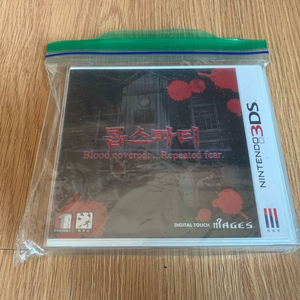 콥스파티
Blood covered: ...Repeated fear.
NINTENDO 3DS
DIGITAL TOUCH
MAGES